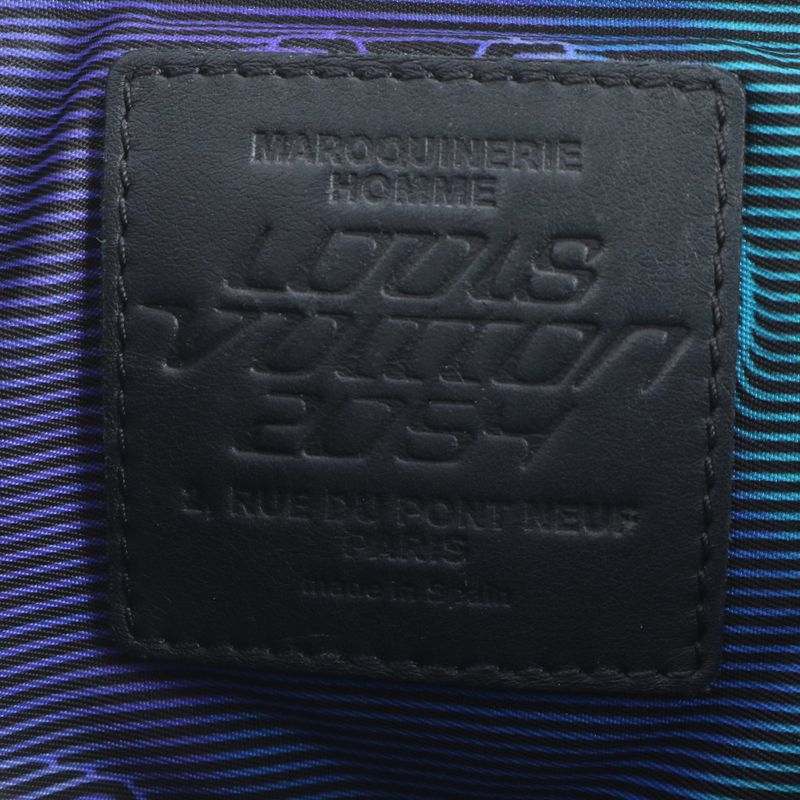 MAROQUINERIE
HOMME
LOUIS
VUITTON
2054
2, RUE DU PONT NEUF
PARIS
made in Spain